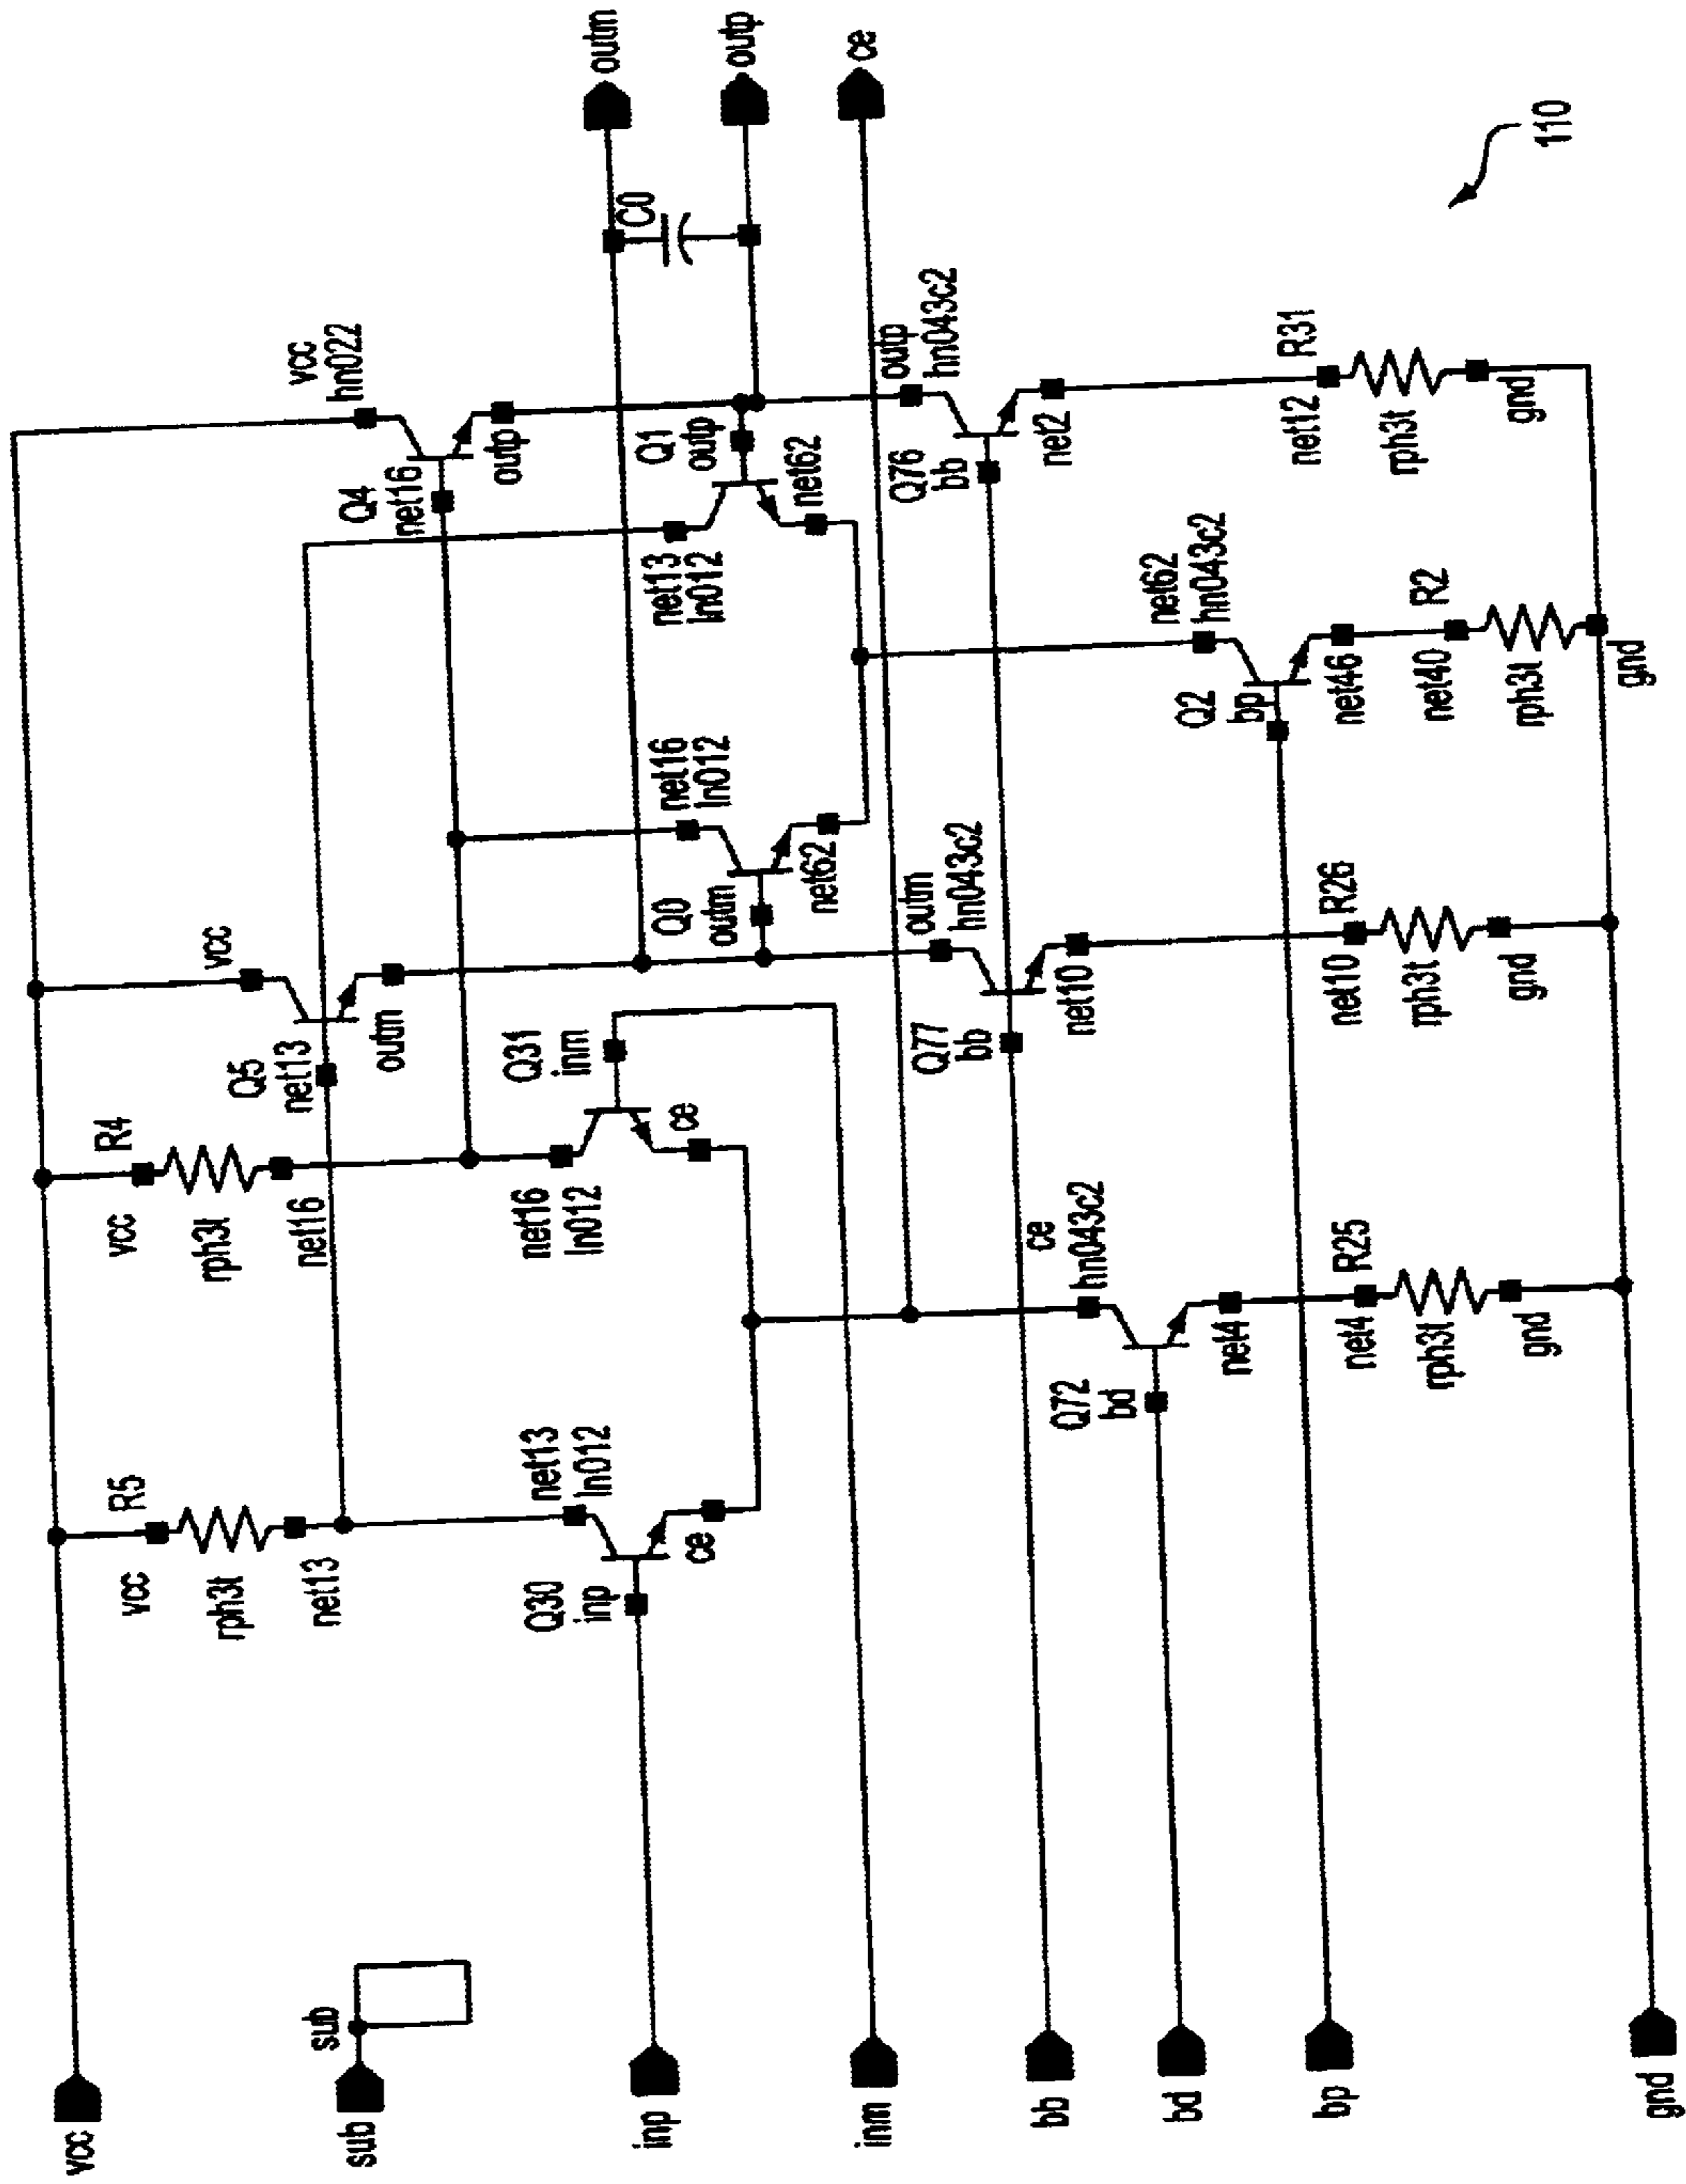 vcc
sub
sub
inp
inm
bb
bd
bp
gnd
R5
vcc
rph3t
net13
R4
vcc
rph3t
net16
Q5
net13
vcc
outm
vcc
hn022
Q4
net16
outp
net13
ln012
Q30
inp
ce
Q31
inm
net16
ln012
ce
net16
ln012
Q0
outm
net62
Q1
outp
net13
ln012
net62
C0
outm
outp
ce
ce
hn043c2
Q72
bd
net4
outm
hn043c2
Q77
bb
net10
outp
hn043c2
Q76
bb
net2
net62
hn043c2
Q2
bp
net46
R25
net4
rph3t
gnd
R26
net10
rph3t
gnd
R2
net40
rph3t
gnd
R31
net12
rph3t
gnd
110